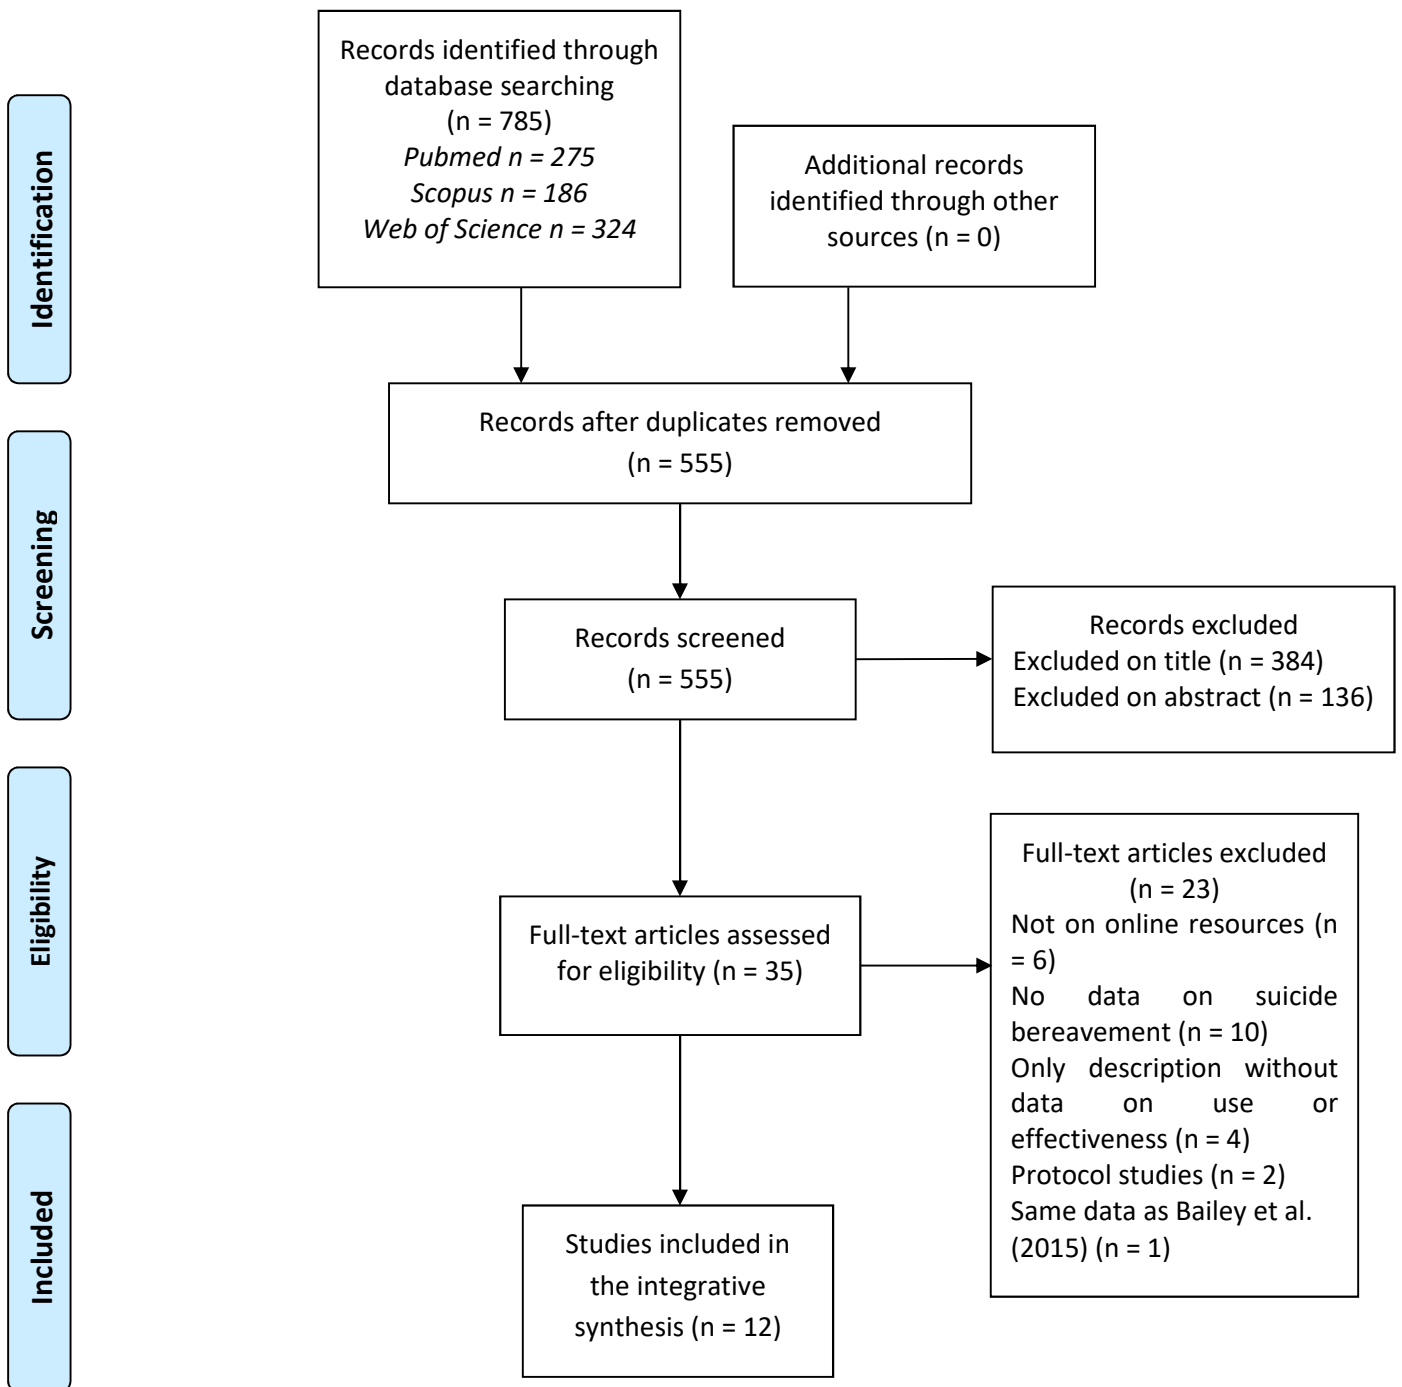 Identification
Records identified through
database searching
(n = 785)
Pubmed n = 275
Scopus n = 186
Web of Science n = 324
Additional records
identified through other
sources (n = 0)
Records after duplicates removed
(n = 555)
Screening
Records screened
(n = 555)
Records excluded
Excluded on title (n = 384)
Excluded on abstract (n = 136)
Eligibility
Full-text articles assessed
for eligibility (n = 35)
Full-text articles excluded
(n = 23)
Not on online resources (n
= 6)
No data on suicide
bereavement (n = 10)
Only description without
data on use or
effectiveness (n = 4)
Protocol studies (n = 2)
Same data as Bailey et al.
(2015) (n = 1)
Included
Studies included in
the integrative
synthesis (n = 12)